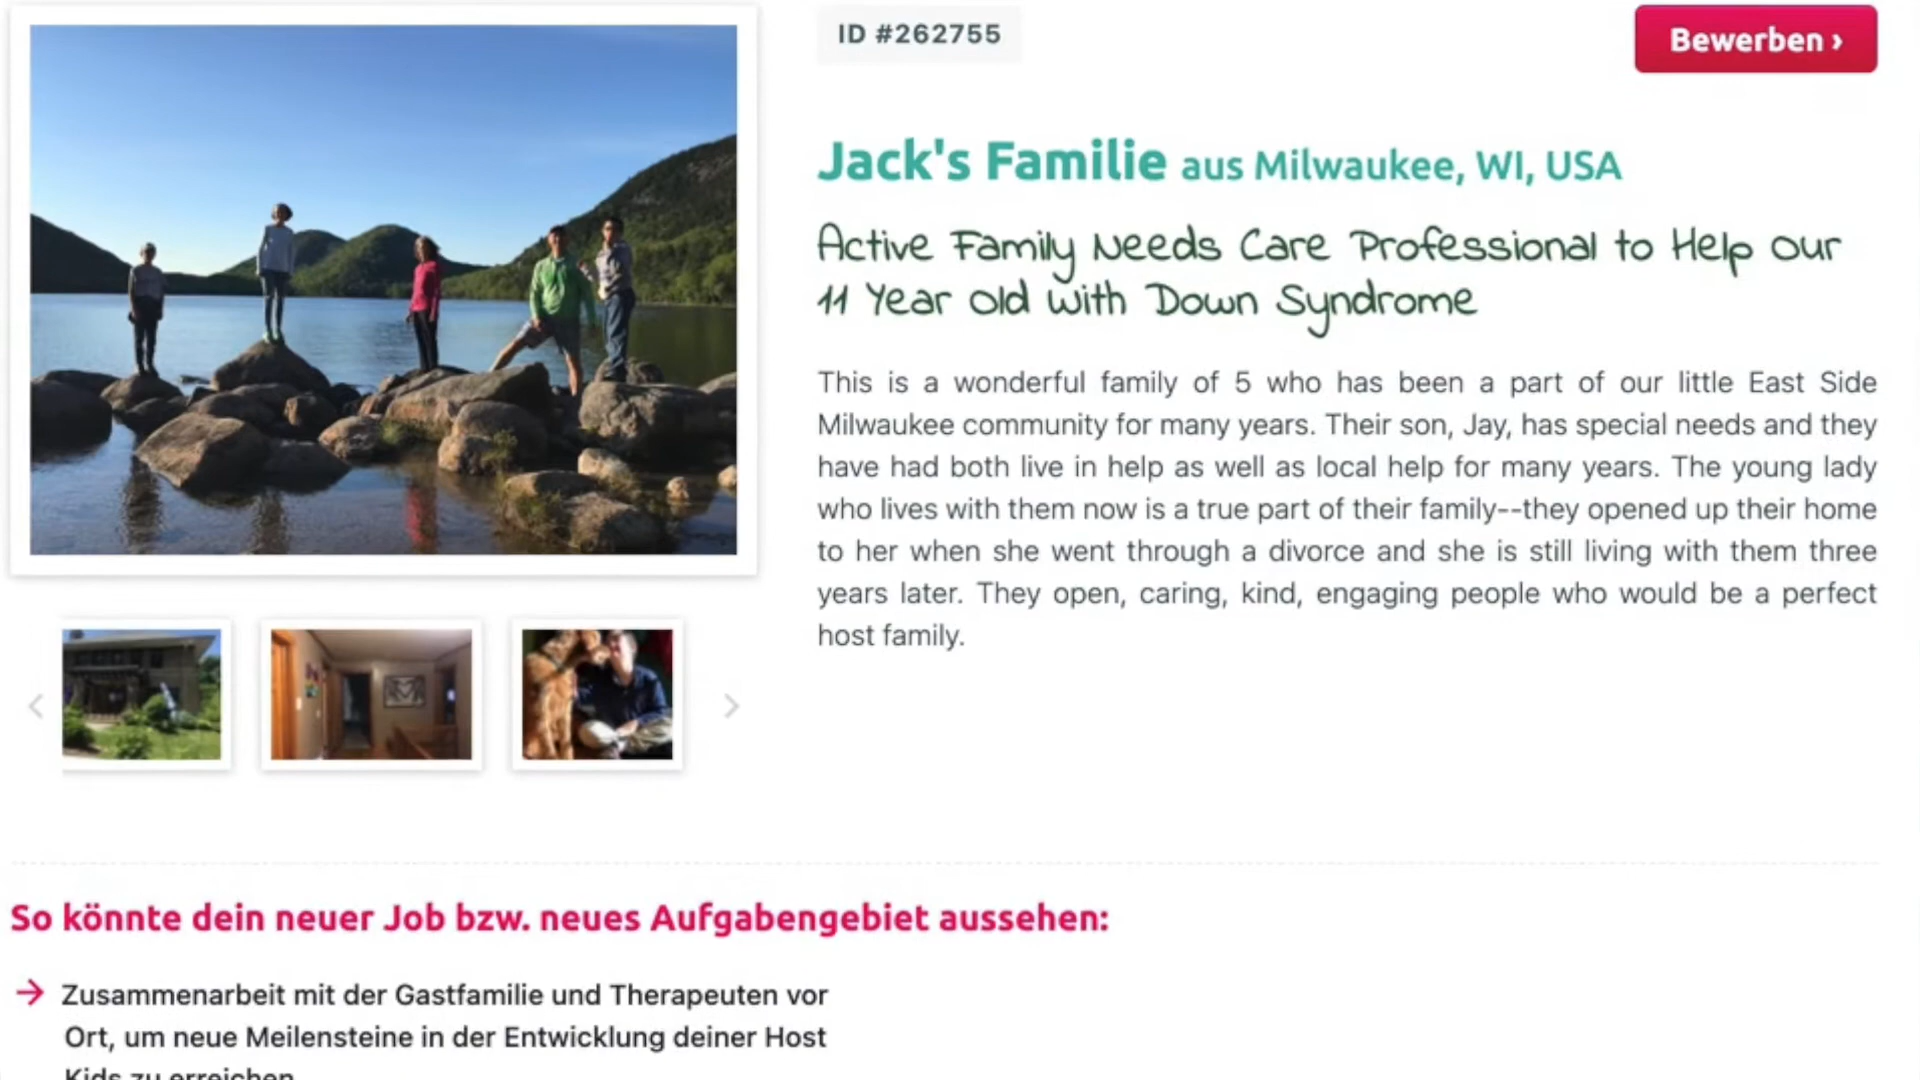 ID #262755
Bewerben ›
Jack's Familie aus Milwaukee, WI, USA
Active Family Needs Care Professional to Help our
11 Year old with Down Syndrome
This is a wonderful family of 5 who has been a part of our little East Side
Milwaukee community for many years. Their son, Jay, has special needs and they
have had both live in help as well as local help for many years. The young lady
who lives with them now is a true part of their family--they opened up their home
to her when she went through a divorce and she is still living with them three
years later. They open, caring, kind, engaging people who would be a perfect
host family.
So könnte dein neuer Job bzw. neues Aufgabengebiet aussehen:
→ Zusammenarbeit mit der Gastfamilie und Therapeuten vor
Ort, um neue Meilensteine in der Entwicklung deiner Host
Kids zu erreichen